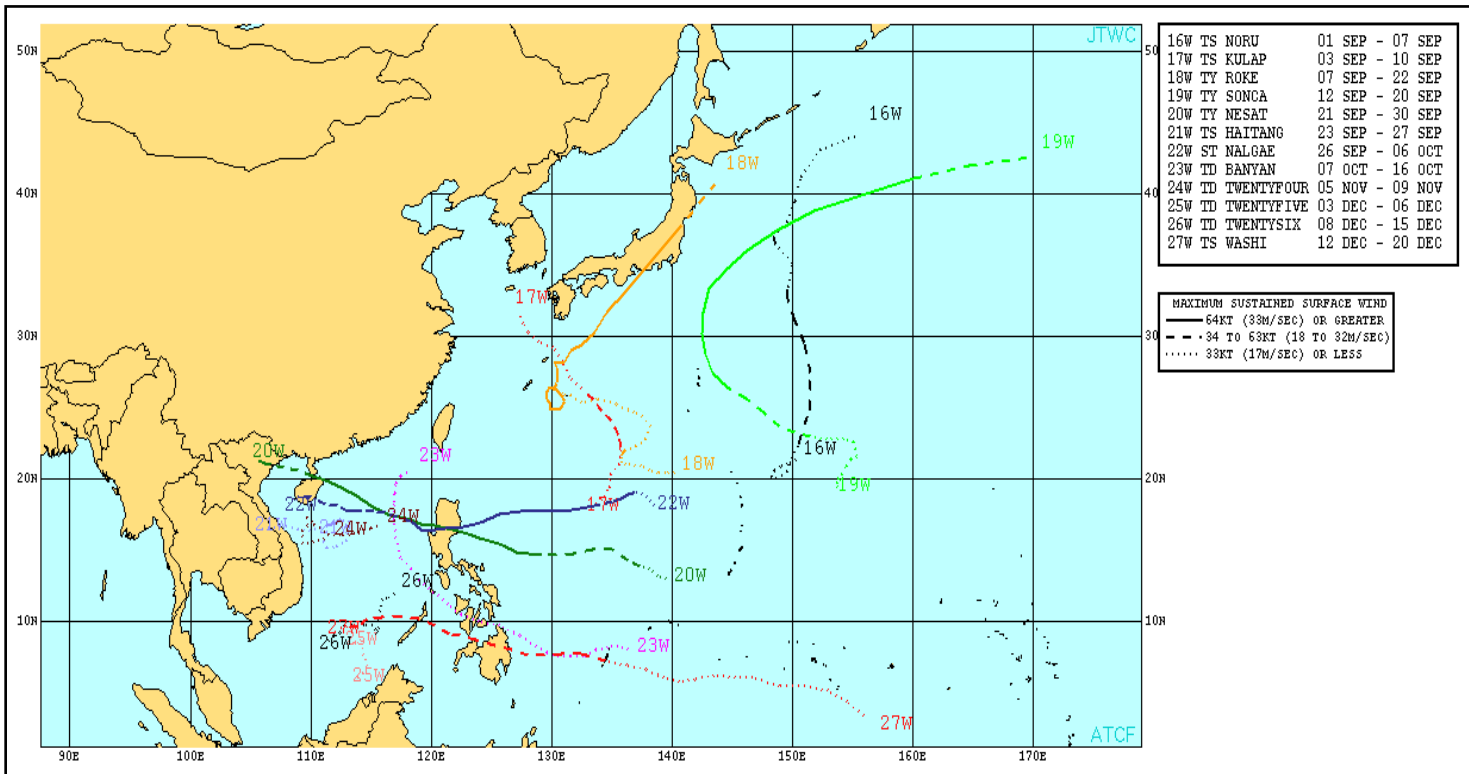 JTWC
50N
50
40N
40
30N
30
20N
20
10N
10N
16W
19W
18W
17W
16W
19W
20W
23W
18W
17W
22W
22W
24W
21W
24W
20W
26W
27W
26W
25W
25W
23W
27W
ATCF
90E
100E
110E
120E
130E
140E
150E
160E
170E
16W TS NORU 01 SEP - 07 SEP
17W TS KULAP 03 SEP - 10 SEP
18W TY ROKE 07 SEP - 22 SEP
19W TY SONCA 12 SEP - 20 SEP
20W TY NESAT 21 SEP - 30 SEP
21W TS HAITANG 23 SEP - 27 SEP
22W ST NALGAE 26 SEP - 06 OCT
23W TD BANYAN 07 OCT - 16 OCT
24W TD TWENTYFOUR 05 NOV - 09 NOV
25W TD TWENTYFIVE 03 DEC - 06 DEC
26W TD TWENTYSIX 08 DEC - 15 DEC
27W TS WASHI 12 DEC - 20 DEC
MAXIMUM SUSTAINED SURFACE WIND
64KT (33M/SEC) OR GREATER
34 TO 63KT (18 TO 32M/SEC)
33KT (17M/SEC) OR LESS